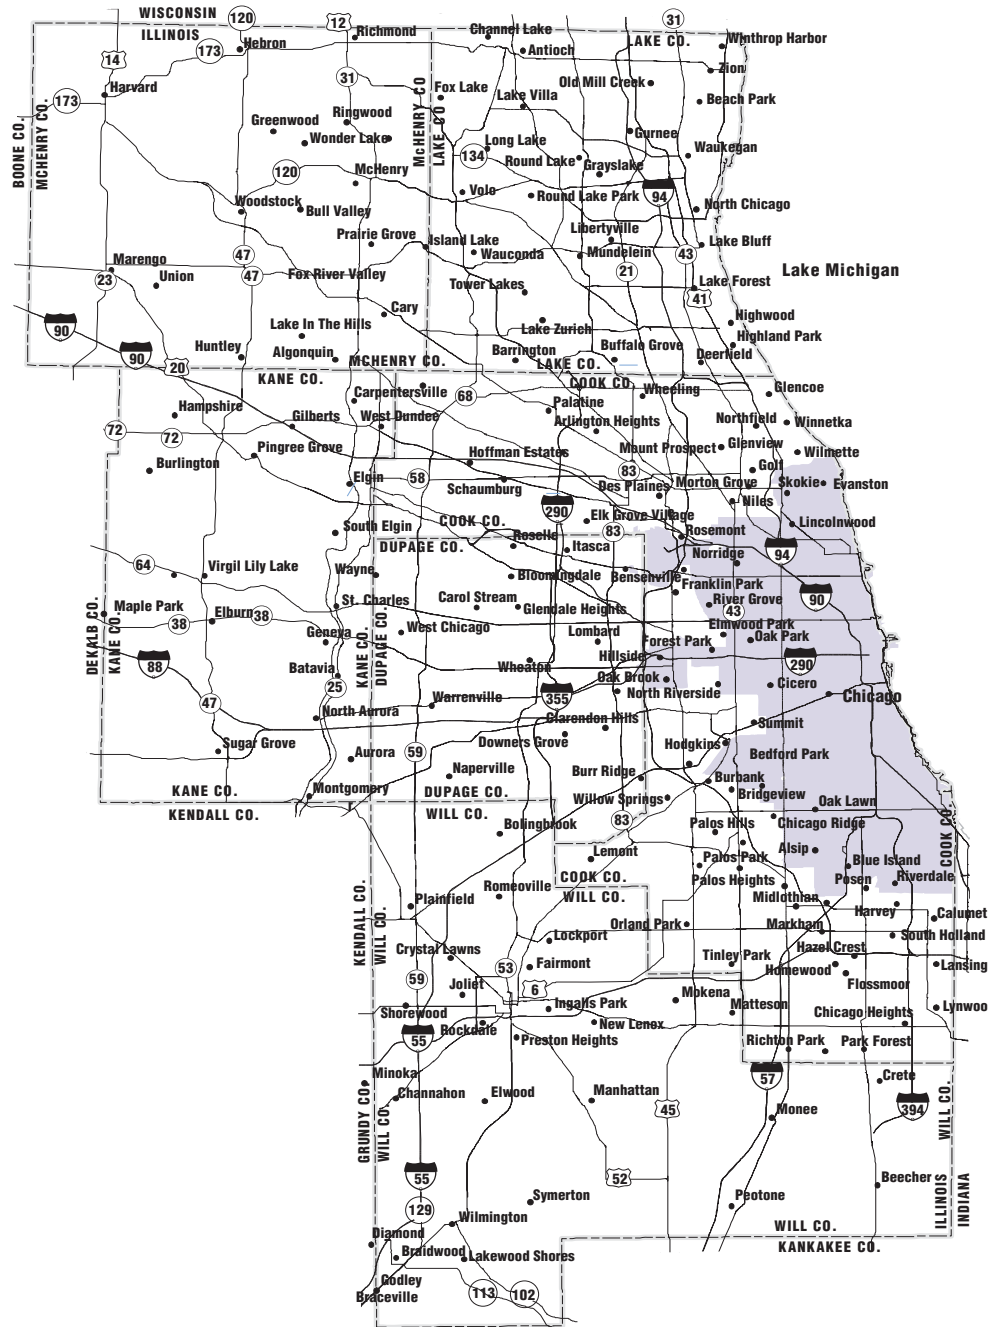 WISCONSIN
ILLINOIS
120
12
31
Richmond
Channel Lake
LAKE CO.
Winthrop Harbor
14
173
Hebron
Antioch
Zion
Harvard
31
Old Mill Creek
Fox Lake
Lake Villa
Beach Park
173
MCHENRY CO
LAKE CO
BOONE CO.
MCHENRY CO.
Ringwood
Greenwood
Wonder Lake
Gurnee
Long Lake
134
Round Lake
Grayslake
Waukegan
120
McHenry
Volo
Round Lake Park
94
Woodstock
Bull Valley
North Chicago
Prairie Grove
Island Lake
Libertyville
Lake Bluff
47
Wauconda
Mundelein
43
Marengo
23
Union
47
Fox River Valley
21
Lake Michigan
Tower Lakes
Lake Forest
41
Cary
Lake Zurich
Highwood
90
Lake In The Hills
Highland Park
Huntley
90
Algonquin
Barrington
Buffalo Grove
Deerfield
20
MCHENRY CO.
LAKE CO.
KANE CO.
COOK CO.
Carpentersville
68
Wheeling
Glencoe
Hampshire
Gilberts
West Dundee
Palatine
Arlington Heights
Northfield
Winnetka
72
72
Pingree Grove
Hoffman Estates
Mount Prospect
Glenview
Wilmette
Burlington
83
Golf
Elgin
58
Schaumburg
Des Plaines
Morton Grove
Skokie
Evanston
290
Niles
South Elgin
COOK CO.
Elk Grove Village
Lincolnwood
83
Rosemont
Roselle
DUPAGE CO.
Itasca
Norridge
94
64
Virgil Lily Lake
Wayne
Bloomingdale
Bensenville
Franklin Park
90
Maple Park
St. Charles
Carol Stream
Glendale Heights
River Grove
43
38
Elburn
38
DEKALB CO.
KANE CO.
Geneva
KANE CO.
DUPAGE CO.
West Chicago
Lombard
Elmwood Park
Forest Park
Oak Park
88
Batavia
Wheaton
Hillside
290
25
Oak Brook
Cicero
47
Warrenville
355
North Riverside
Chicago
North Aurora
Clarendon Hills
Summit
Sugar Grove
Aurora
59
Downers Grove
Hodgkins
Bedford Park
Naperville
Burr Ridge
Burbank
KANE CO.
Montgomery
DUPAGE CO.
Willow Springs
Bridgeview
KENDALL CO.
WILL CO.
Oak Lawn
Bolingbrook
83
Palos Hills
Chicago Ridge
COOK CO.
Lemont
Palos Park
Alsip
Blue Island
COOK CO.
Palos Heights
Posen
Riverdale
Romeoville
WILL CO.
Midlothian
Plainfield
Harvey
Calumet
KENDALL CO.
WILL CO.
Orland Park
Markham
South Holland
Lockport
Crystal Lawns
Hazel Crest
Tinley Park
Fairmont
53
Homewood
Lansing
59
6
Flossmoor
Joliet
Mokena
Ingalls Park
Matteson
Chicago Heights
Lynwoo
Shorewood
Rockdale
New Lenox
55
Preston Heights
Richton Park
Park Forest
Minoka
57
Crete
Channahon
Elwood
Manhattan
394
45
Monee
GRUNDY CO.
WILL CO.
WILL CO.
55
52
Beecher
129
Symerton
Peotone
ILLINOIS
INDIANA
Wilmington
WILL CO.
Diamond
KANKAKEE CO.
Braidwood
Lakewood Shores
Godley
Braceville
113
102